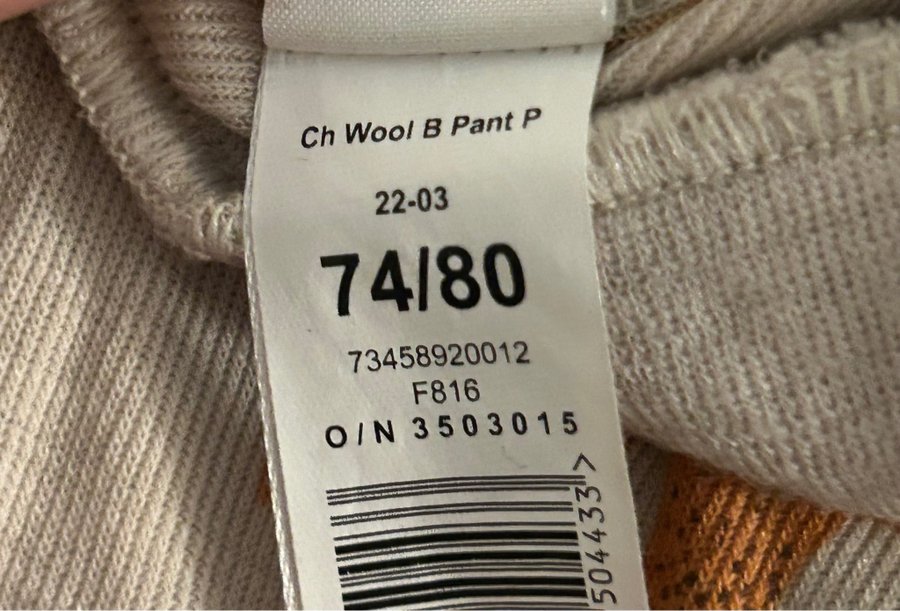 Ch Wool B Pant P
22-03
74/80
73458920012
F816
O/N 3503015
504433>